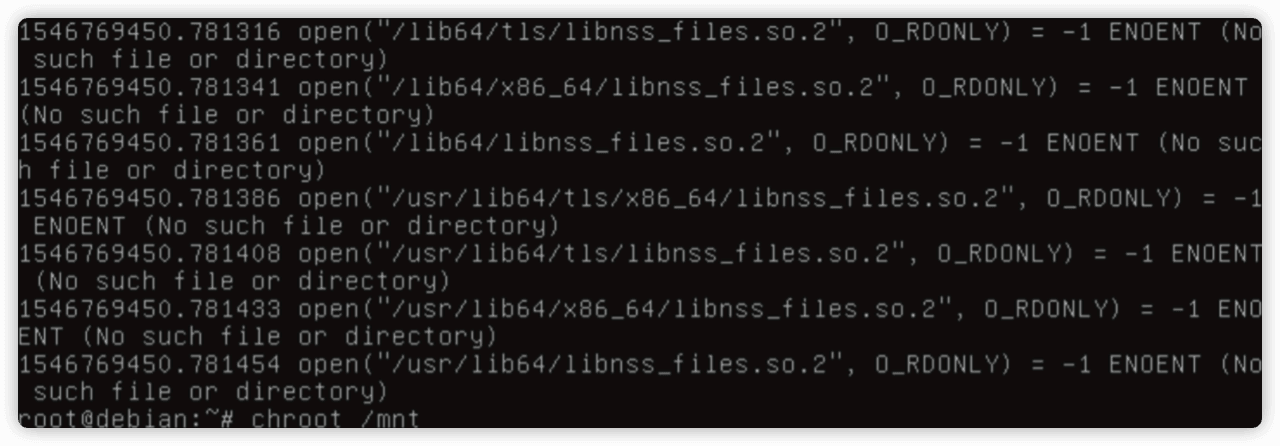 1546769450.781316 open("/lib64/tls/libnss_files.so.2", O_RDONLY) = -1 ENOENT (No
 such file or directory)
1546769450.781341 open("/lib64/x86_64/libnss_files.so.2", O_RDONLY) = -1 ENOENT
(No such file or directory)
1546769450.781361 open("/lib64/libnss_files.so.2", O_RDONLY) = -1 ENOENT (No suc
h file or directory)
1546769450.781386 open("/usr/lib64/tls/x86_64/libnss_files.so.2", O_RDONLY) = -1
 ENOENT (No such file or directory)
1546769450.781408 open("/usr/lib64/tls/libnss_files.so.2", O_RDONLY) = -1 ENOENT
 (No such file or directory)
1546769450.781433 open("/usr/lib64/x86_64/libnss_files.so.2", O_RDONLY) = -1 ENO
ENT (No such file or directory)
1546769450.781454 open("/usr/lib64/libnss_files.so.2", O_RDONLY) = -1 ENOENT (No
 such file or directory)
root@debian:~# chroot /mnt